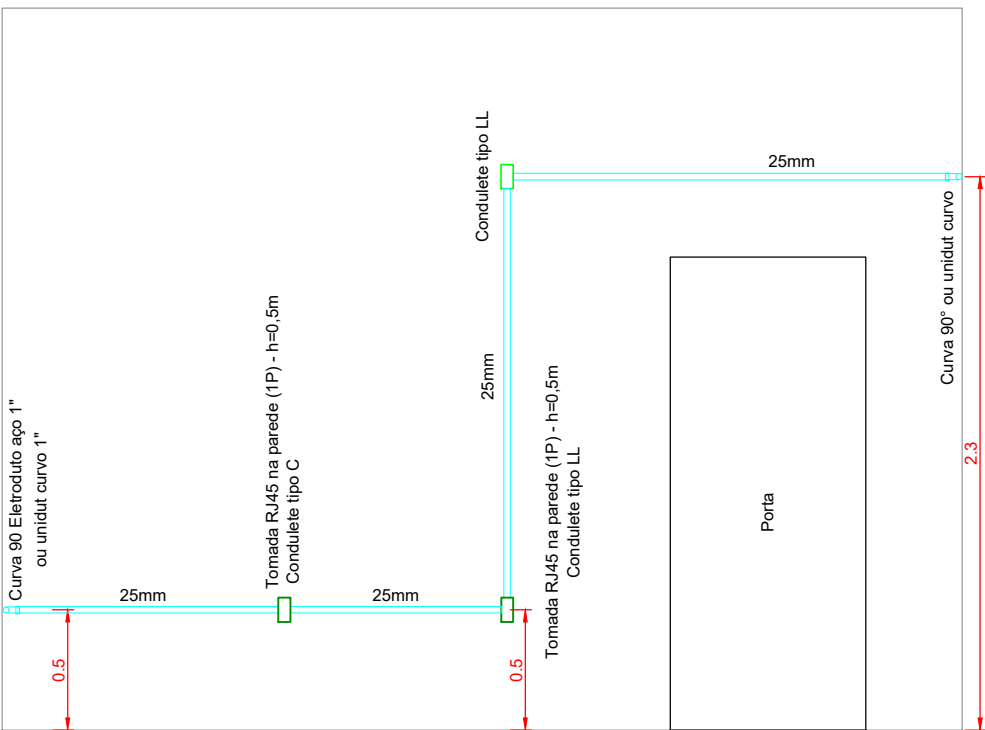 Condulete tipo LL
25mm
Curva 90° ou unidut curvo
2.3
25mm
Curva 90 Eletroduto aço 1"
ou unidut curvo 1"
Tomada RJ45 na parede (1P) - h=0,5m
Condulete tipo C
Tomada RJ45 na parede (1P) - h=0,5m
Condulete tipo LL
Porta
25mm
25mm
0.5
0.5